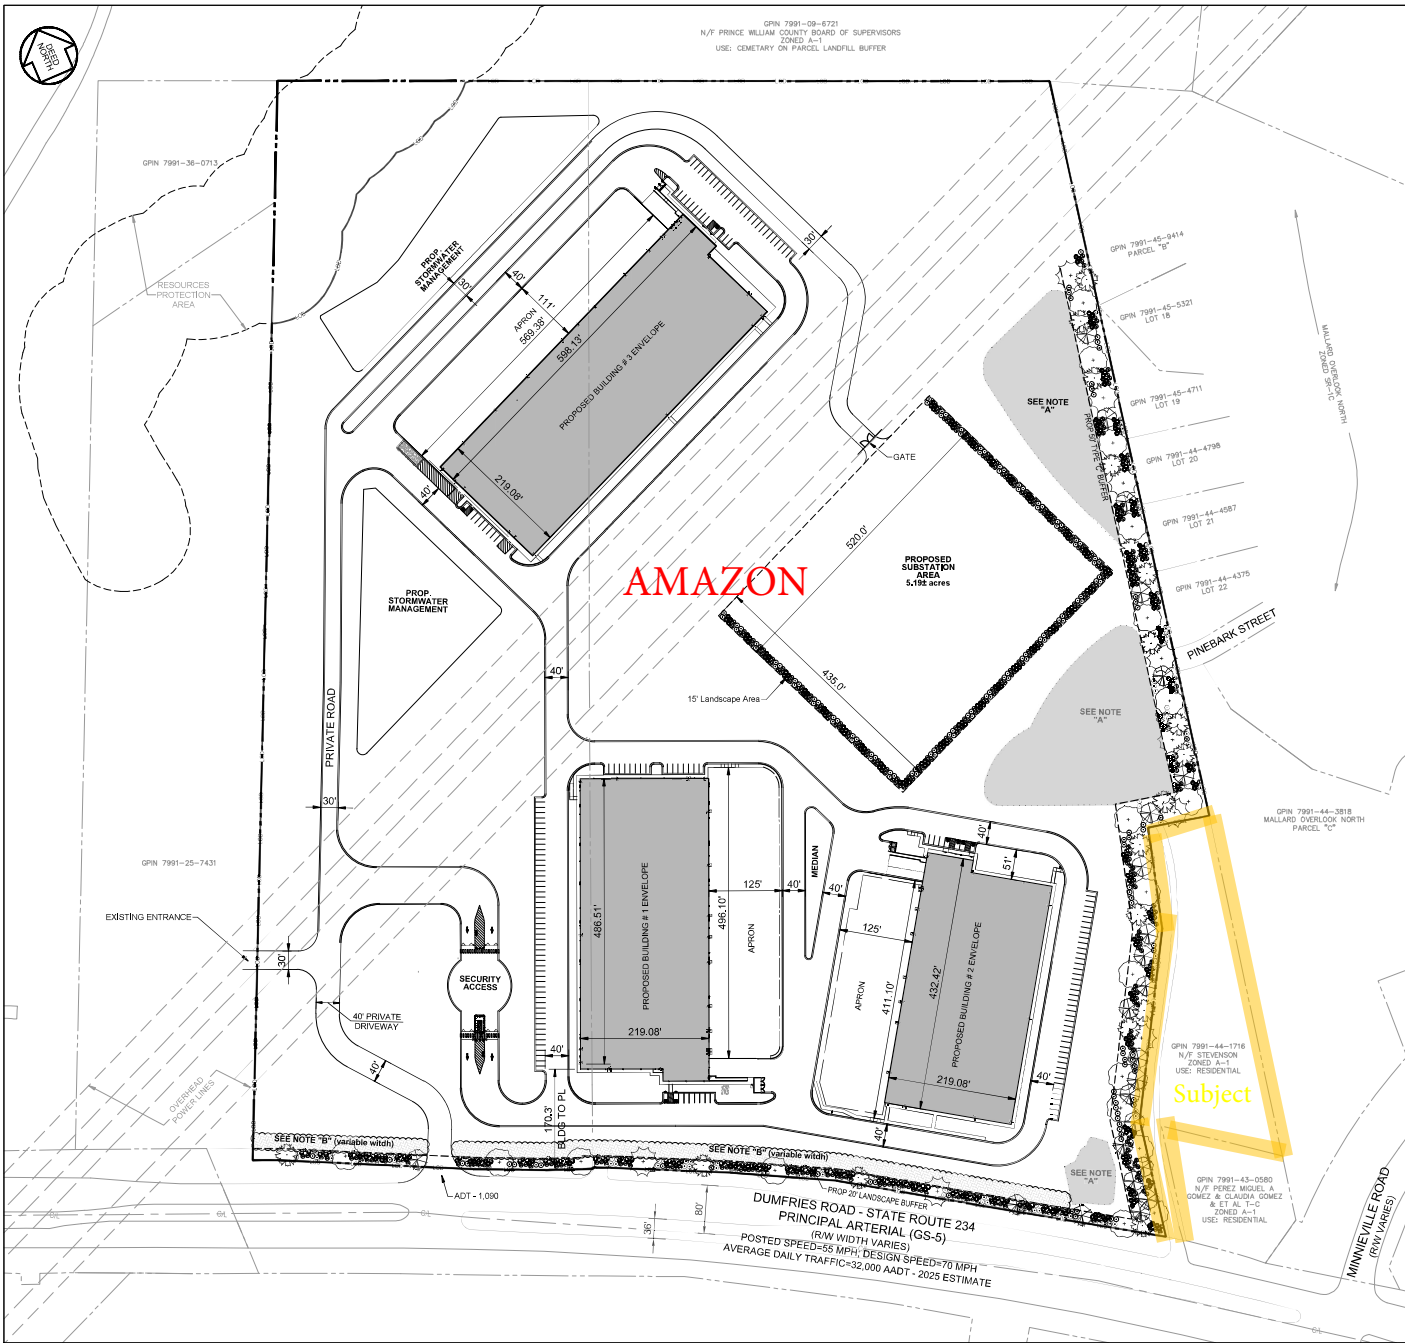 DEED
NORTH
GPIN 7991-09-6721
N/F PRINCE WILLIAM COUNTY BOARD OF SUPERVISORS
ZONED A-1
USE: CEMETARY ON PARCEL LANDFILL BUFFER
GPIN 7991-36-0713
RESOURCES
PROTECTION
AREA
PROP.
STORMWATER
MANAGEMENT
30'
40'
111'
APRON
569.38'
598.13'
PROPOSED BUILDING # 3 ENVELOPE
219.08'
40'
30'
GATE
GPIN 7991-45-9414
PARCEL "B"
GPIN 7991-45-5321
LOT 18
GPIN 7991-45-4711
LOT 19
GPIN 7991-44-4798
LOT 20
GPIN 7991-44-4587
LOT 21
GPIN 7991-44-4375
LOT 22
MALLARD OVERLOOK NORTH
ZONED SR-1C
SEE NOTE
"A"
PROP 50' TYPE 'C' BUFFER
PINEBARK STREET
520.0'
PROPOSED
SUBSTATION
AREA
5.19± acres
435.0'
15' Landscape Area
AMAZON
PROP.
STORMWATER
MANAGEMENT
40'
PRIVATE ROAD
30'
SEE NOTE
"A"
GPIN 7991-44-3818
MALLARD OVERLOOK NORTH
PARCEL "C"
GPIN 7991-25-7431
EXISTING ENTRANCE
30'
40' PRIVATE
DRIVEWAY
40'
SECURITY
ACCESS
OVERHEAD
POWER LINES
486.51'
PROPOSED BUILDING # 1 ENVELOPE
219.08'
125'
496.10'
APRON
40'
MEDIAN
40'
40'
51'
125'
APRON
411.10'
432.42'
PROPOSED BUILDING # 2 ENVELOPE
219.08'
40'
40'
40'
170.3'
BLDG TO PL
GPIN 7991-44-1716
N/F STEVENSON
ZONED A-1
USE: RESIDENTIAL
Subject
SEE NOTE
"A"
GPIN 7991-43-0580
N/F PEREZ MIGUEL A
GOMEZ & CLAUDIA GOMEZ
& ET AL T-C
ZONED A-1
USE: RESIDENTIAL
SEE NOTE "B" (variable witdh)
SEE NOTE "B" (variable witdh)
PROP 20' LANDSCAPE BUFFER
ADT - 1,090
80'
36'
DUMFRIES ROAD - STATE ROUTE 234
PRINCIPAL ARTERIAL (GS-5)
(R/W WIDTH VARIES)
POSTED SPEED=55 MPH; DESIGN SPEED=70 MPH
AVERAGE DAILY TRAFFIC=32,000 AADT - 2025 ESTIMATE
MINNIEVILLE ROAD
(R/W VARIES)